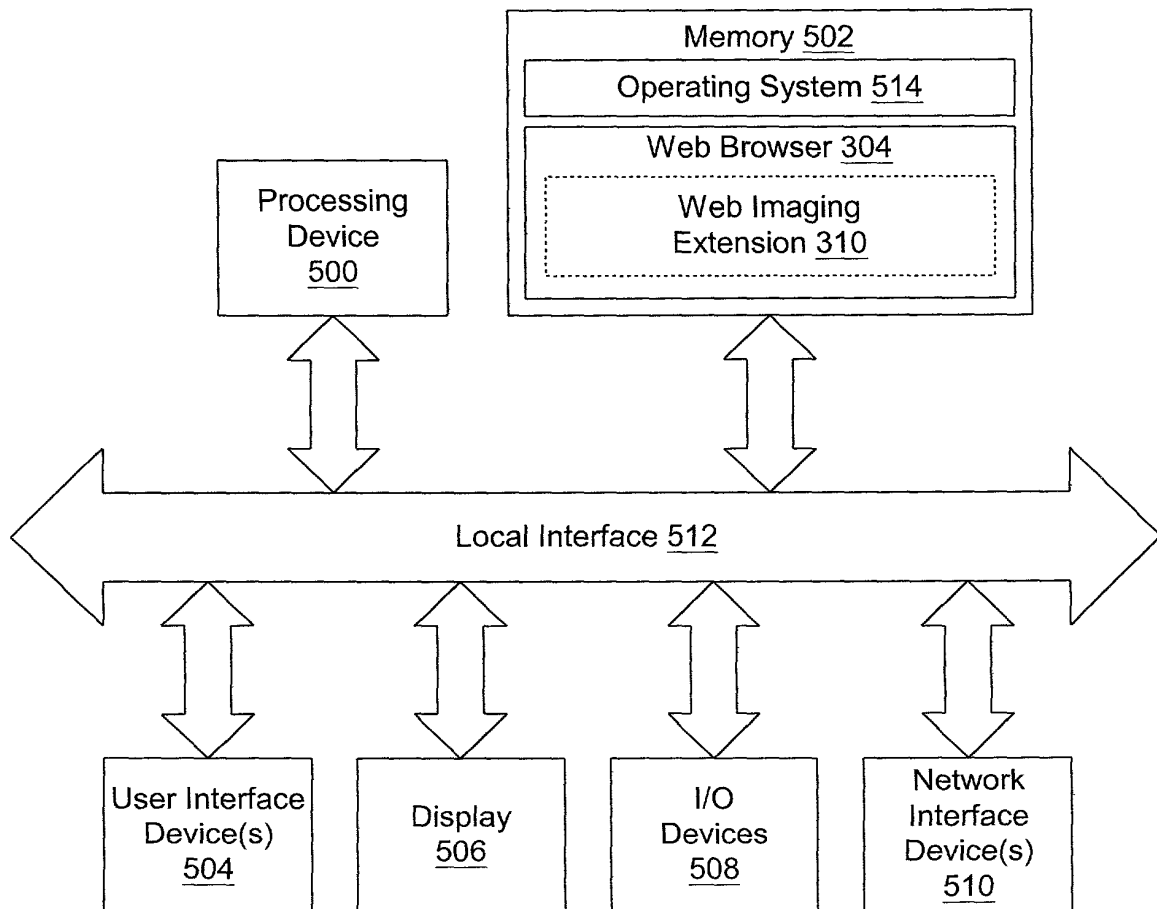 Memory 502
Operating System 514
Web Browser 304
Web Imaging
Extension 310
Processing
Device
500
Local Interface 512
User Interface
Device(s)
504
Display
506
I/O
Devices
508
Network
Interface
Device(s)
510